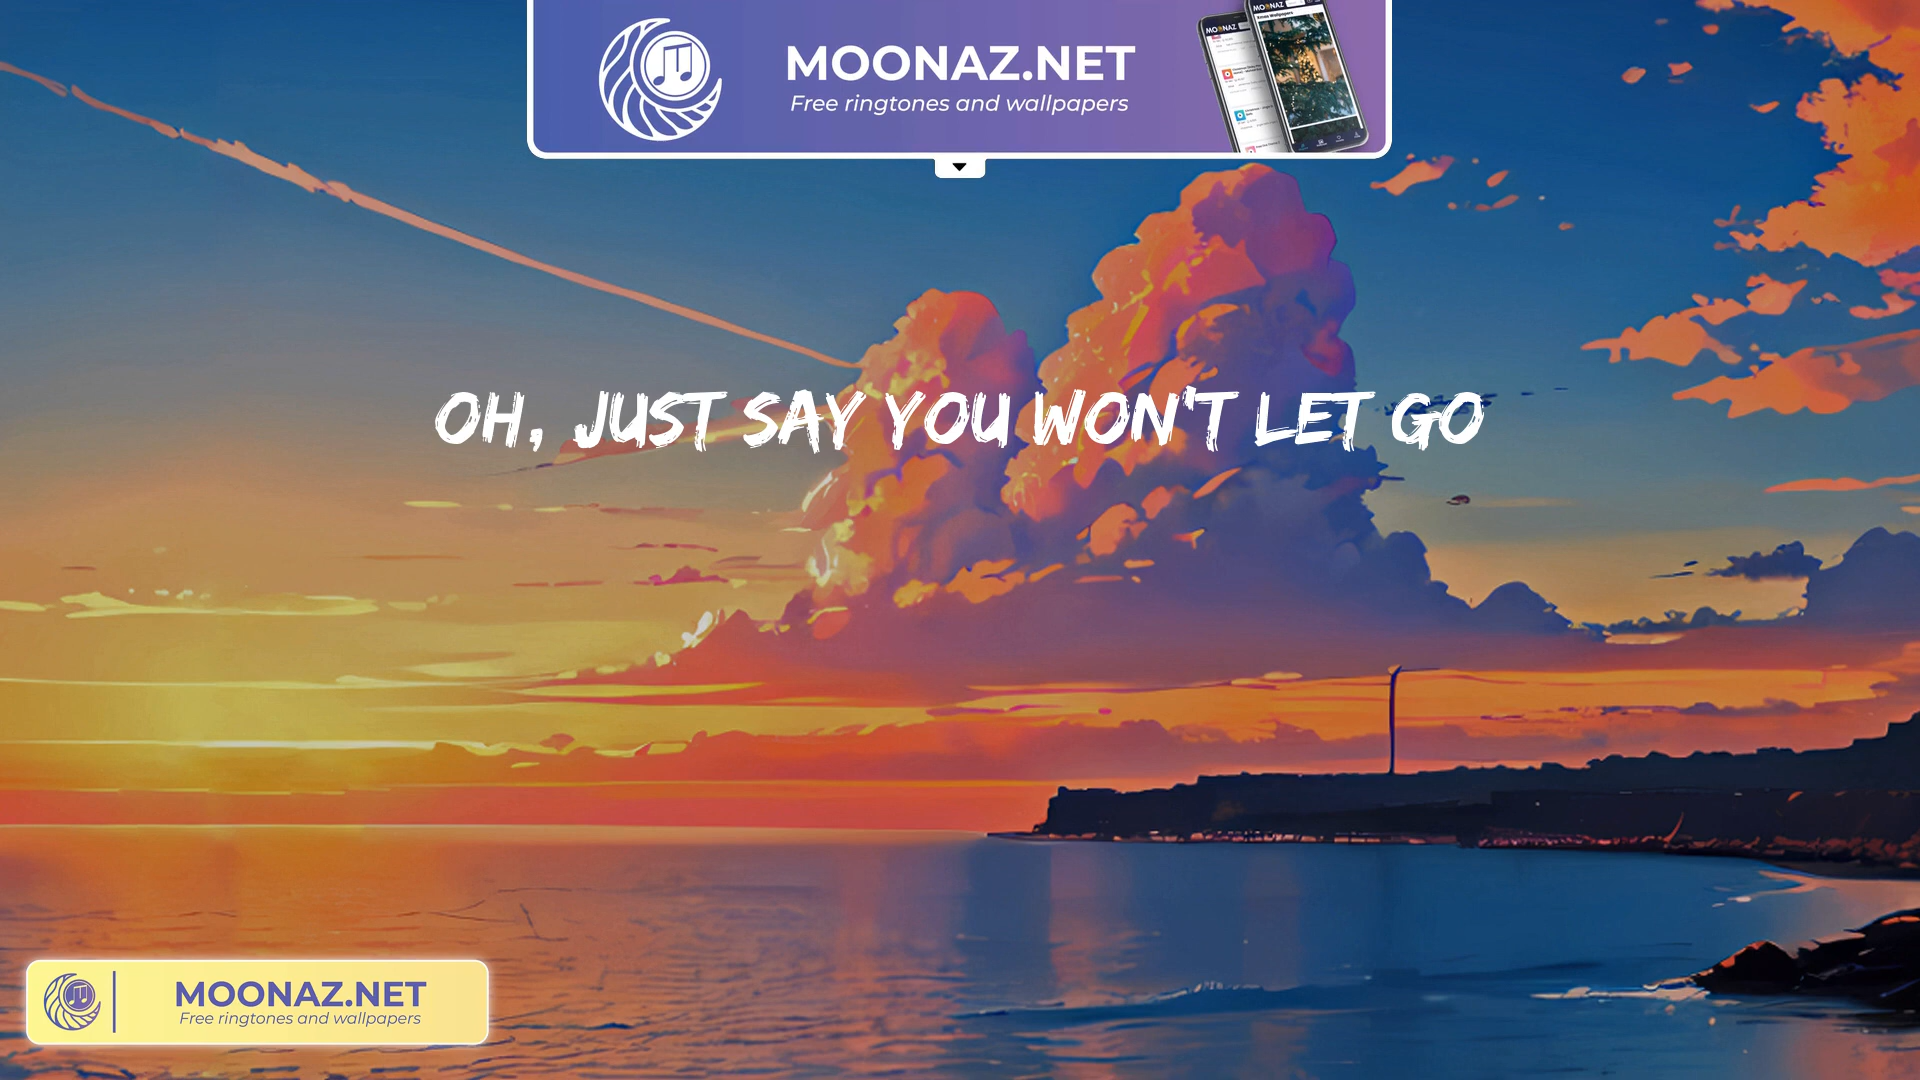 MOONAZ.NET
Free ringtones and wallpapers
OH, JUST SAY YOU WON'T LET GO
MOONAZ.NET
Free ringtones and wallpapers